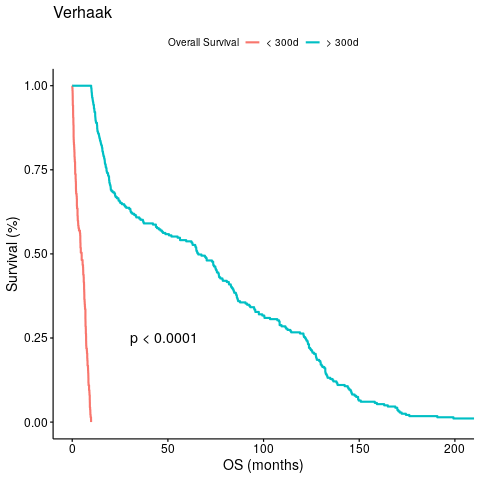 Verhaak
Overall Survival < 300d > 300d
1.00
0.75
0.50
0.25
0.00
Survival (%)
p < 0.0001
0 50 100 150 200
OS (months)